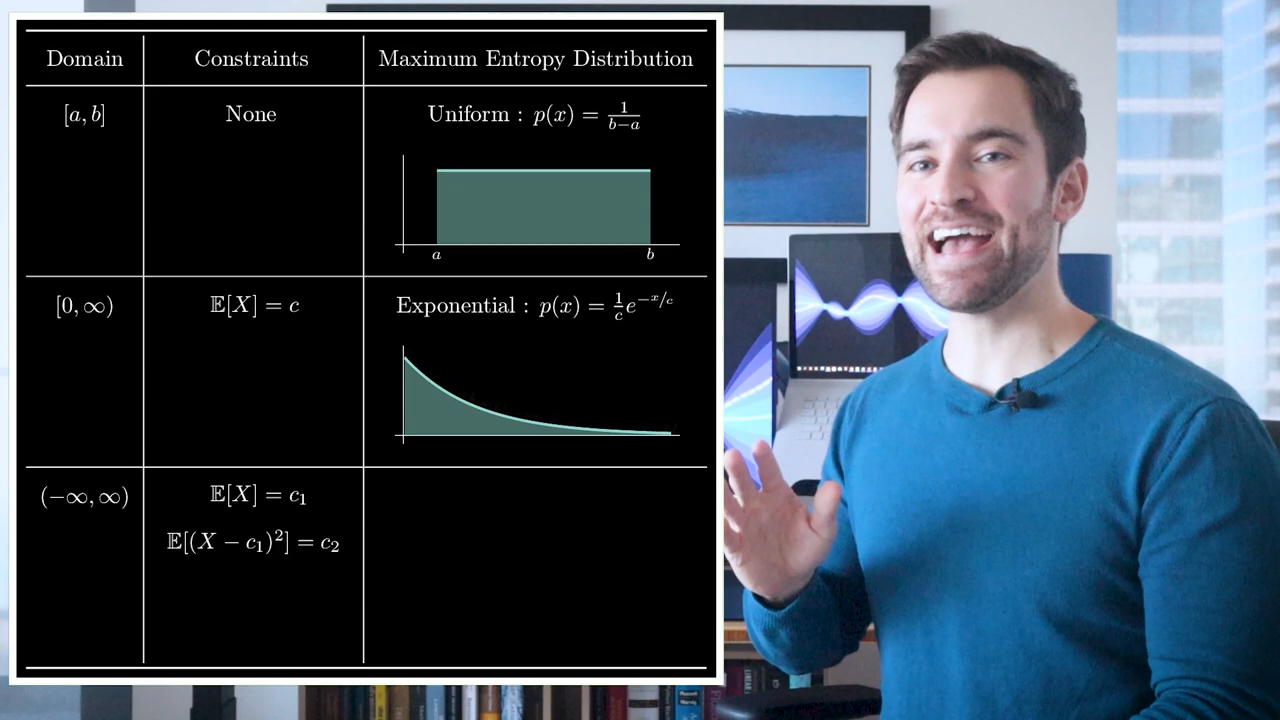 Domain Constraints Maximum Entropy Distribution
[a, b] None Uniform : p(x) = 1/(b−a)
a b
[0, ∞) 𝔼[X] = c Exponential : p(x) = 1/c e^(−x/c)
(−∞, ∞) 𝔼[X] = c₁
𝔼[(X − c₁)²] = c₂